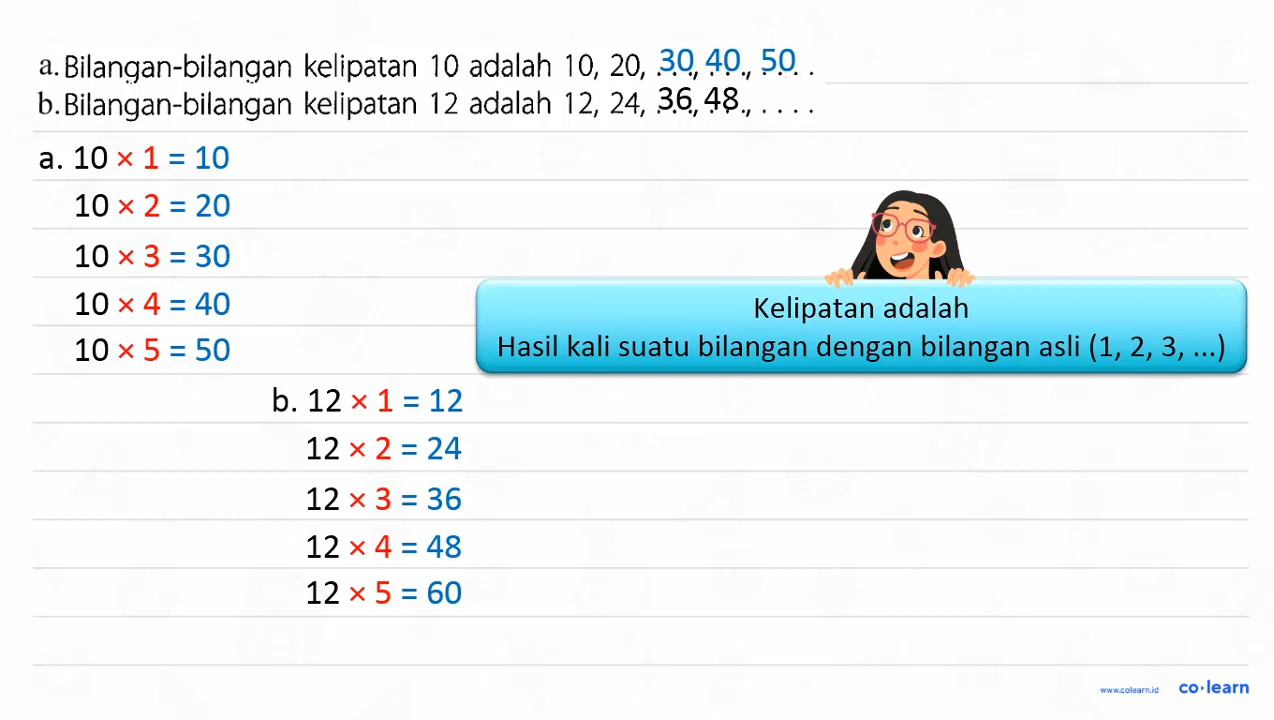 a. Bilangan-bilangan kelipatan 10 adalah 10, 20, 30, 40, 50 ....
b. Bilangan-bilangan kelipatan 12 adalah 12, 24, 36, 48, ....
a. 10 × 1 = 10
10 × 2 = 20
10 × 3 = 30
10 × 4 = 40
10 × 5 = 50
Kelipatan adalah
Hasil kali suatu bilangan dengan bilangan asli (1, 2, 3, ...)
b. 12 × 1 = 12
12 × 2 = 24
12 × 3 = 36
12 × 4 = 48
12 × 5 = 60
www.colearn.id co·learn